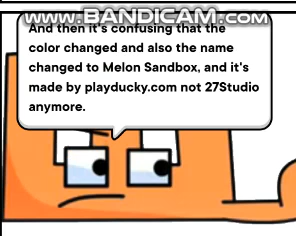 www.BANDICAM.com
And then it's confusing that the
color changed and also the name
changed to Melon Sandbox, and it's
made by playducky.com not 27Studio
anymore.